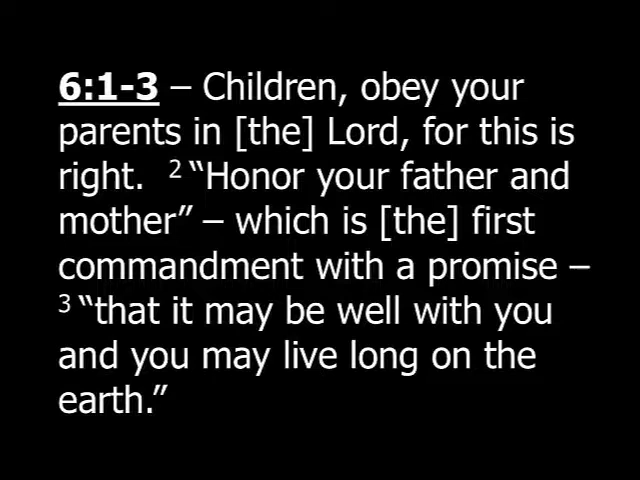 6:1-3 – Children, obey your
parents in [the] Lord, for this is
right. 2 “Honor your father and
mother” – which is [the] first
commandment with a promise –
3 “that it may be well with you
and you may live long on the
earth.”